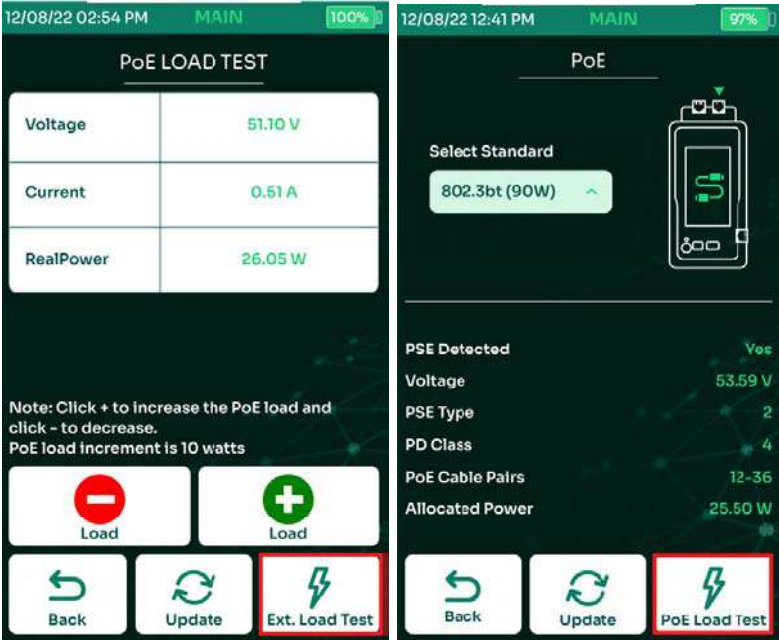 12/08/22 02:54 PM MAIN 100%
PoE LOAD TEST
Voltage 51.10 V
Current 0.51 A
RealPower 26.05 W
Note: Click + to increase the PoE load and
click - to decrease.
PoE load increment is 10 watts
Load Load
Back Update Ext. Load Test
12/08/22 12:41 PM MAIN 97%
PoE
Select Standard
802.3bt (90W)
PSE Detected Yes
Voltage 53.59 V
PSE Type 2
PD Class 4
PoE Cable Pairs 12-36
Allocated Power 25.50 W
Back Update PoE Load Test